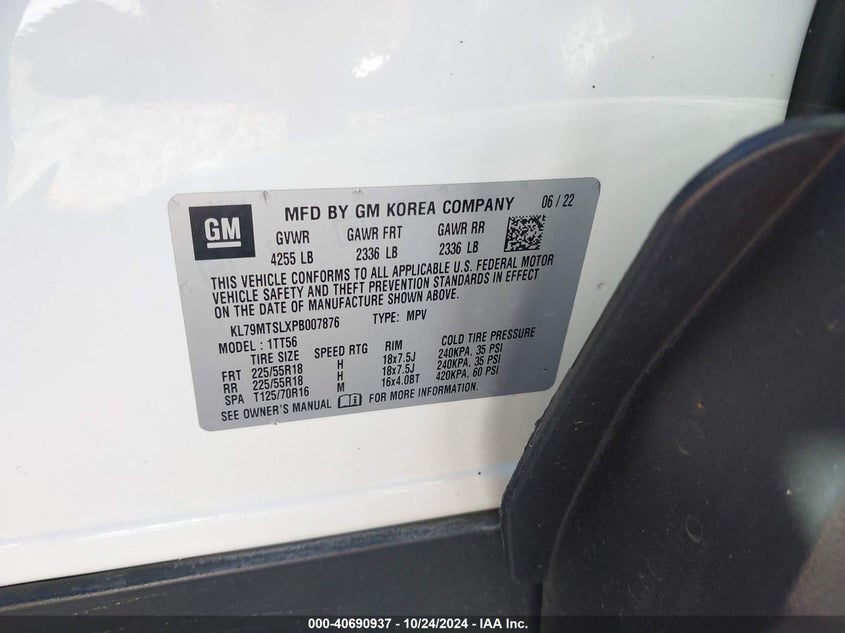 GM
MFD BY GM KOREA COMPANY 06 / 22
GVWR GAWR FRT GAWR RR
4255 LB 2336 LB 2336 LB
THIS VEHICLE CONFORMS TO ALL APPLICABLE U.S. FEDERAL MOTOR
VEHICLE SAFETY AND THEFT PREVENTION STANDARDS IN EFFECT
ON THE DATE OF MANUFACTURE SHOWN ABOVE.
KL79MTSLXPB007876 TYPE: MPV
MODEL : 1TT56
TIRE SIZE SPEED RTG RIM COLD TIRE PRESSURE
FRT 225/55R18 H 18x7.5J 240KPA, 35 PSI
RR 225/55R18 H 18x7.5J 240KPA, 35 PSI
SPA T125/70R16 M 16x4.0BT 420KPA, 60 PSI
SEE OWNER'S MANUAL FOR MORE INFORMATION.
000-40690937 - 10/24/2024 - IAA Inc.